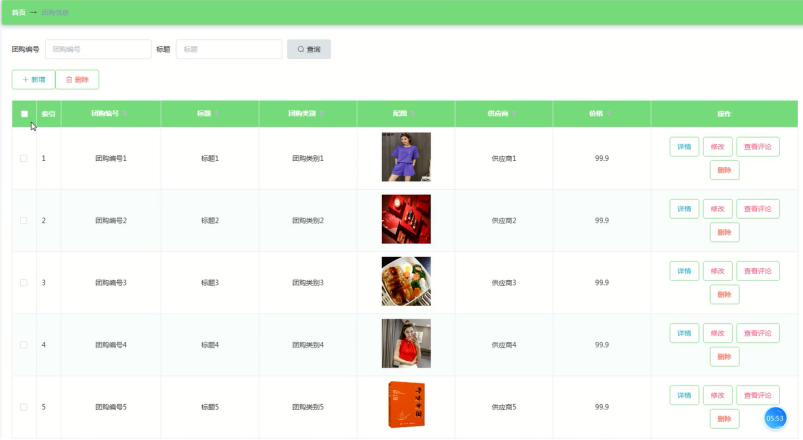 首页 → 团购信息
团购编号 团购编号 标题 标题 查询
+ 新增 删除
索引 团购编号 标题 团购类别 配图 供应商 价格 操作
1 团购编号1 标题1 团购类别1 供应商1 99.9 详情 修改 查看评论
删除
2 团购编号2 标题2 团购类别2 供应商2 99.9 详情 修改 查看评论
删除
3 团购编号3 标题3 团购类别3 供应商3 99.9 详情 修改 查看评论
删除
4 团购编号4 标题4 团购类别4 供应商4 99.9 详情 修改 查看评论
删除
5 团购编号5 标题5 团购类别5 供应商5 99.9 详情 修改 查看评论
删除 05:53